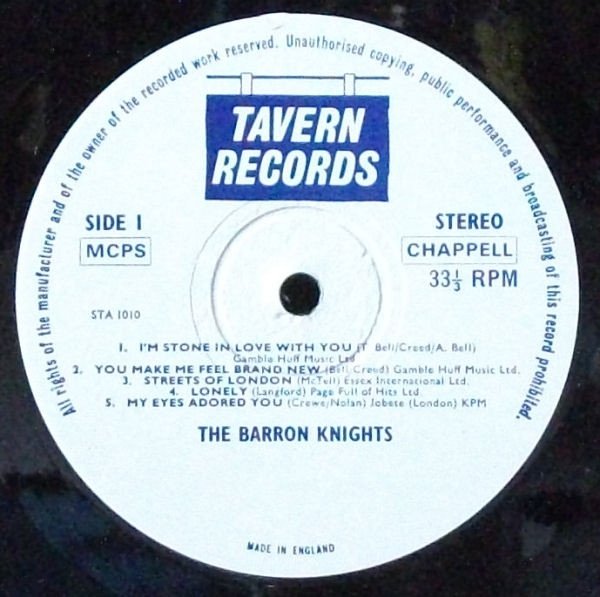 All rights of the manufacturer and of the owner of the recorded work reserved. Unauthorised copying, public performance and broadcasting of this record prohibited.
TAVERN
RECORDS
SIDE 1
STEREO
MCPS
CHAPPELL
33⅓ RPM
STA 1010
1. I'M STONE IN LOVE WITH YOU (T Bell/Creed/A. Bell)
Gamble Huff Music Ltd
2. YOU MAKE ME FEEL BRAND NEW (Bell/Creed) Gamble Huff Music Ltd.
3. STREETS OF LONDON (McTell) Essex International Ltd.
4. LONELY (Langford) Page Full of Hits Ltd.
5. MY EYES ADORED YOU (Crewe/Nolan) Jobete (London) KPM
THE BARRON KNIGHTS
MADE IN ENGLAND